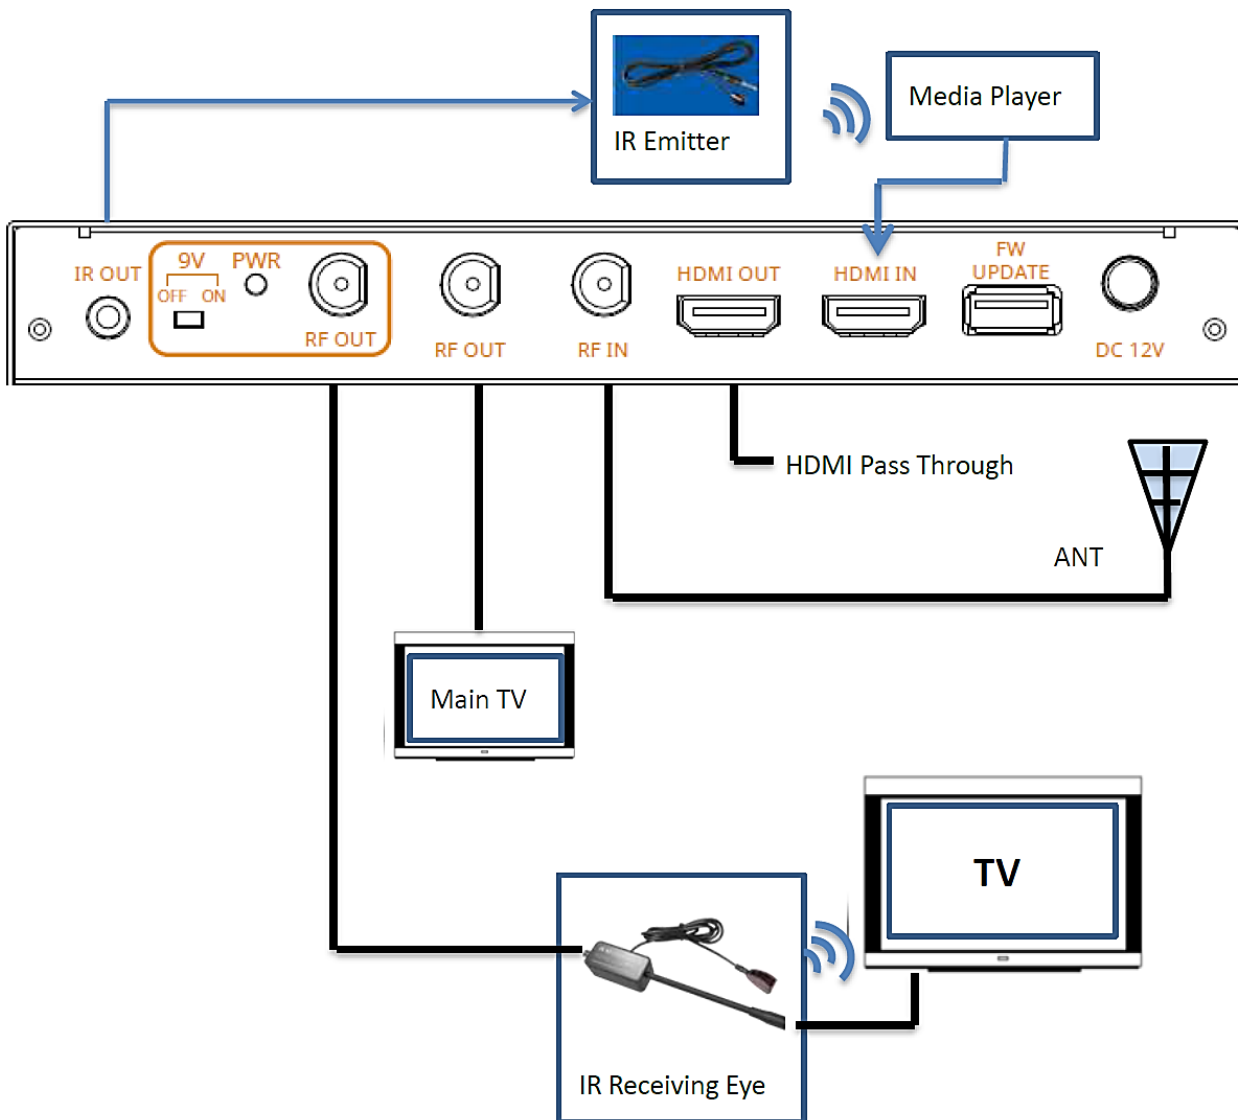 IR Emitter
Media Player
IR OUT
9V
PWR
OFF
ON
RF OUT
RF OUT
RF IN
HDMI OUT
HDMI IN
FW
UPDATE
DC 12V
HDMI Pass Through
ANT
Main TV
TV
IR Receiving Eye